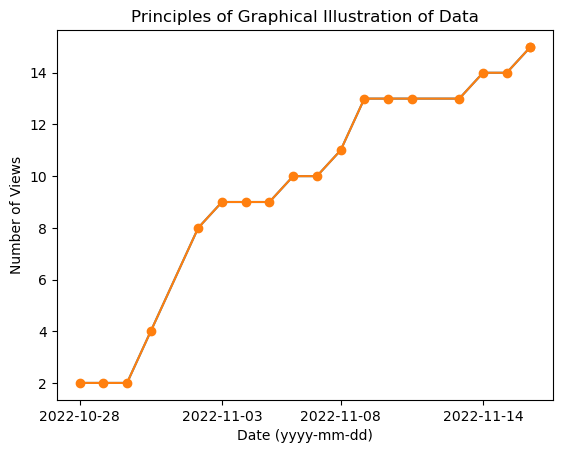 Principles of Graphical Illustration of Data
Number of Views
14
12
10
8
6
4
2
2022-10-28 2022-11-03 2022-11-08 2022-11-14
Date (yyyy-mm-dd)